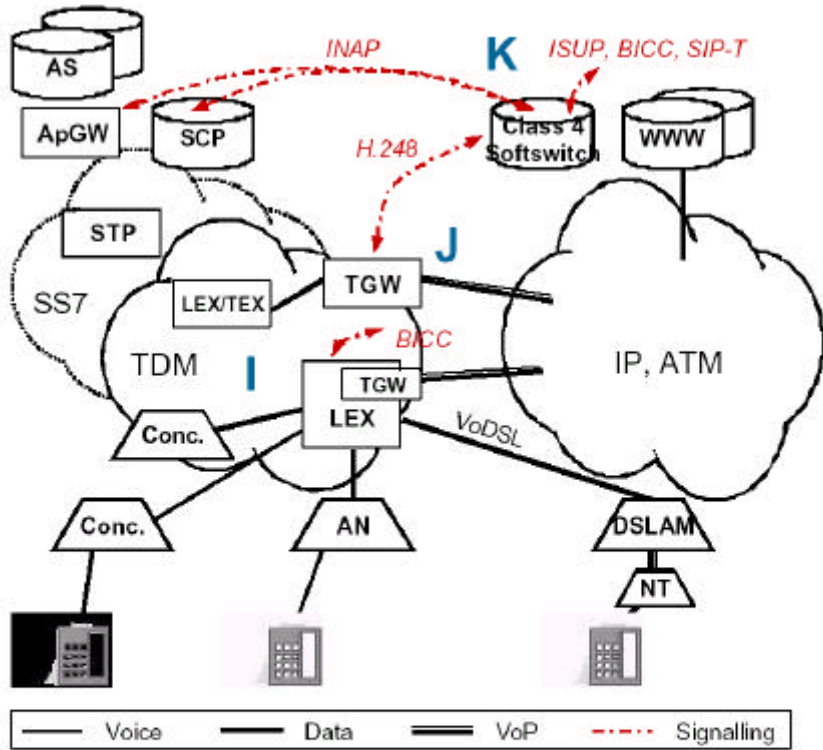 INAP
K
ISUP, BICC, SIP-T
AS
ApGW
SCP
Class 4
Softswitch
WWW
H.248
STP
J
SS7
LEX/TEX
TGW
BICC
TDM
I
TGW
IP, ATM
LEX
Conc.
VoDSL
Conc.
AN
DSLAM
NT
Voice
Data
VoP
Signalling